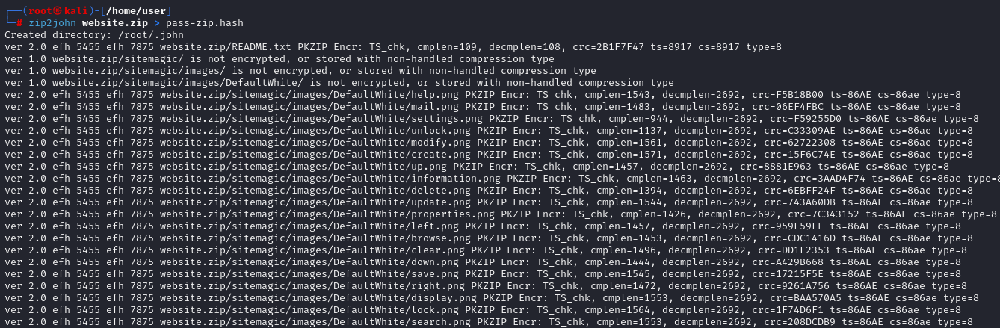 ┌──(root㉿kali)-[/home/user]
└─# zip2john website.zip > pass-zip.hash
Created directory: /root/.john
ver 2.0 efh 5455 efh 7875 website.zip/README.txt PKZIP Encr: TS_chk, cmplen=109, decmplen=108, crc=2B1F7F47 ts=8917 cs=8917 type=8
ver 1.0 website.zip/sitemagic/ is not encrypted, or stored with non-handled compression type
ver 1.0 website.zip/sitemagic/images/ is not encrypted, or stored with non-handled compression type
ver 1.0 website.zip/sitemagic/images/DefaultWhite/ is not encrypted, or stored with non-handled compression type
ver 2.0 efh 5455 efh 7875 website.zip/sitemagic/images/DefaultWhite/help.png PKZIP Encr: TS_chk, cmplen=1543, decmplen=2692, crc=F5B18B00 ts=86AE cs=86ae type=8
ver 2.0 efh 5455 efh 7875 website.zip/sitemagic/images/DefaultWhite/mail.png PKZIP Encr: TS_chk, cmplen=1483, decmplen=2692, crc=06EF4FBC ts=86AE cs=86ae type=8
ver 2.0 efh 5455 efh 7875 website.zip/sitemagic/images/DefaultWhite/settings.png PKZIP Encr: TS_chk, cmplen=944, decmplen=2692, crc=F59255D0 ts=86AE cs=86ae type=8
ver 2.0 efh 5455 efh 7875 website.zip/sitemagic/images/DefaultWhite/unlock.png PKZIP Encr: TS_chk, cmplen=1137, decmplen=2692, crc=C33309AE ts=86AE cs=86ae type=8
ver 2.0 efh 5455 efh 7875 website.zip/sitemagic/images/DefaultWhite/modify.png PKZIP Encr: TS_chk, cmplen=1561, decmplen=2692, crc=62722308 ts=86AE cs=86ae type=8
ver 2.0 efh 5455 efh 7875 website.zip/sitemagic/images/DefaultWhite/create.png PKZIP Encr: TS_chk, cmplen=1571, decmplen=2692, crc=15F6C74E ts=86AE cs=86ae type=8
ver 2.0 efh 5455 efh 7875 website.zip/sitemagic/images/DefaultWhite/up.png PKZIP Encr: TS_chk, cmplen=1457, decmplen=2692, crc=8881E963 ts=86AE cs=86ae type=8
ver 2.0 efh 5455 efh 7875 website.zip/sitemagic/images/DefaultWhite/information.png PKZIP Encr: TS_chk, cmplen=1463, decmplen=2692, crc=3AAD4F74 ts=86AE cs=86ae type=8
ver 2.0 efh 5455 efh 7875 website.zip/sitemagic/images/DefaultWhite/delete.png PKZIP Encr: TS_chk, cmplen=1394, decmplen=2692, crc=6EBFF24F ts=86AE cs=86ae type=8
ver 2.0 efh 5455 efh 7875 website.zip/sitemagic/images/DefaultWhite/update.png PKZIP Encr: TS_chk, cmplen=1544, decmplen=2692, crc=743A60DB ts=86AE cs=86ae type=8
ver 2.0 efh 5455 efh 7875 website.zip/sitemagic/images/DefaultWhite/properties.png PKZIP Encr: TS_chk, cmplen=1426, decmplen=2692, crc=7C343152 ts=86AE cs=86ae type=8
ver 2.0 efh 5455 efh 7875 website.zip/sitemagic/images/DefaultWhite/left.png PKZIP Encr: TS_chk, cmplen=1457, decmplen=2692, crc=959F59FE ts=86AE cs=86ae type=8
ver 2.0 efh 5455 efh 7875 website.zip/sitemagic/images/DefaultWhite/browse.png PKZIP Encr: TS_chk, cmplen=1453, decmplen=2692, crc=CDC1416D ts=86AE cs=86ae type=8
ver 2.0 efh 5455 efh 7875 website.zip/sitemagic/images/DefaultWhite/clear.png PKZIP Encr: TS_chk, cmplen=1496, decmplen=2692, crc=DD1F2353 ts=86AE cs=86ae type=8
ver 2.0 efh 5455 efh 7875 website.zip/sitemagic/images/DefaultWhite/down.png PKZIP Encr: TS_chk, cmplen=1444, decmplen=2692, crc=A429B668 ts=86AE cs=86ae type=8
ver 2.0 efh 5455 efh 7875 website.zip/sitemagic/images/DefaultWhite/save.png PKZIP Encr: TS_chk, cmplen=1545, decmplen=2692, crc=17215F5E ts=86AE cs=86ae type=8
ver 2.0 efh 5455 efh 7875 website.zip/sitemagic/images/DefaultWhite/right.png PKZIP Encr: TS_chk, cmplen=1472, decmplen=2692, crc=9261A756 ts=86AE cs=86ae type=8
ver 2.0 efh 5455 efh 7875 website.zip/sitemagic/images/DefaultWhite/display.png PKZIP Encr: TS_chk, cmplen=1553, decmplen=2692, crc=BAA570A5 ts=86AE cs=86ae type=8
ver 2.0 efh 5455 efh 7875 website.zip/sitemagic/images/DefaultWhite/lock.png PKZIP Encr: TS_chk, cmplen=1564, decmplen=2692, crc=1F74D6F1 ts=86AE cs=86ae type=8
ver 2.0 efh 5455 efh 7875 website.zip/sitemagic/images/DefaultWhite/search.png PKZIP Encr: TS_chk, cmplen=1553, decmplen=2692, crc=208DCDB9 ts=86AE cs=86ae type=8